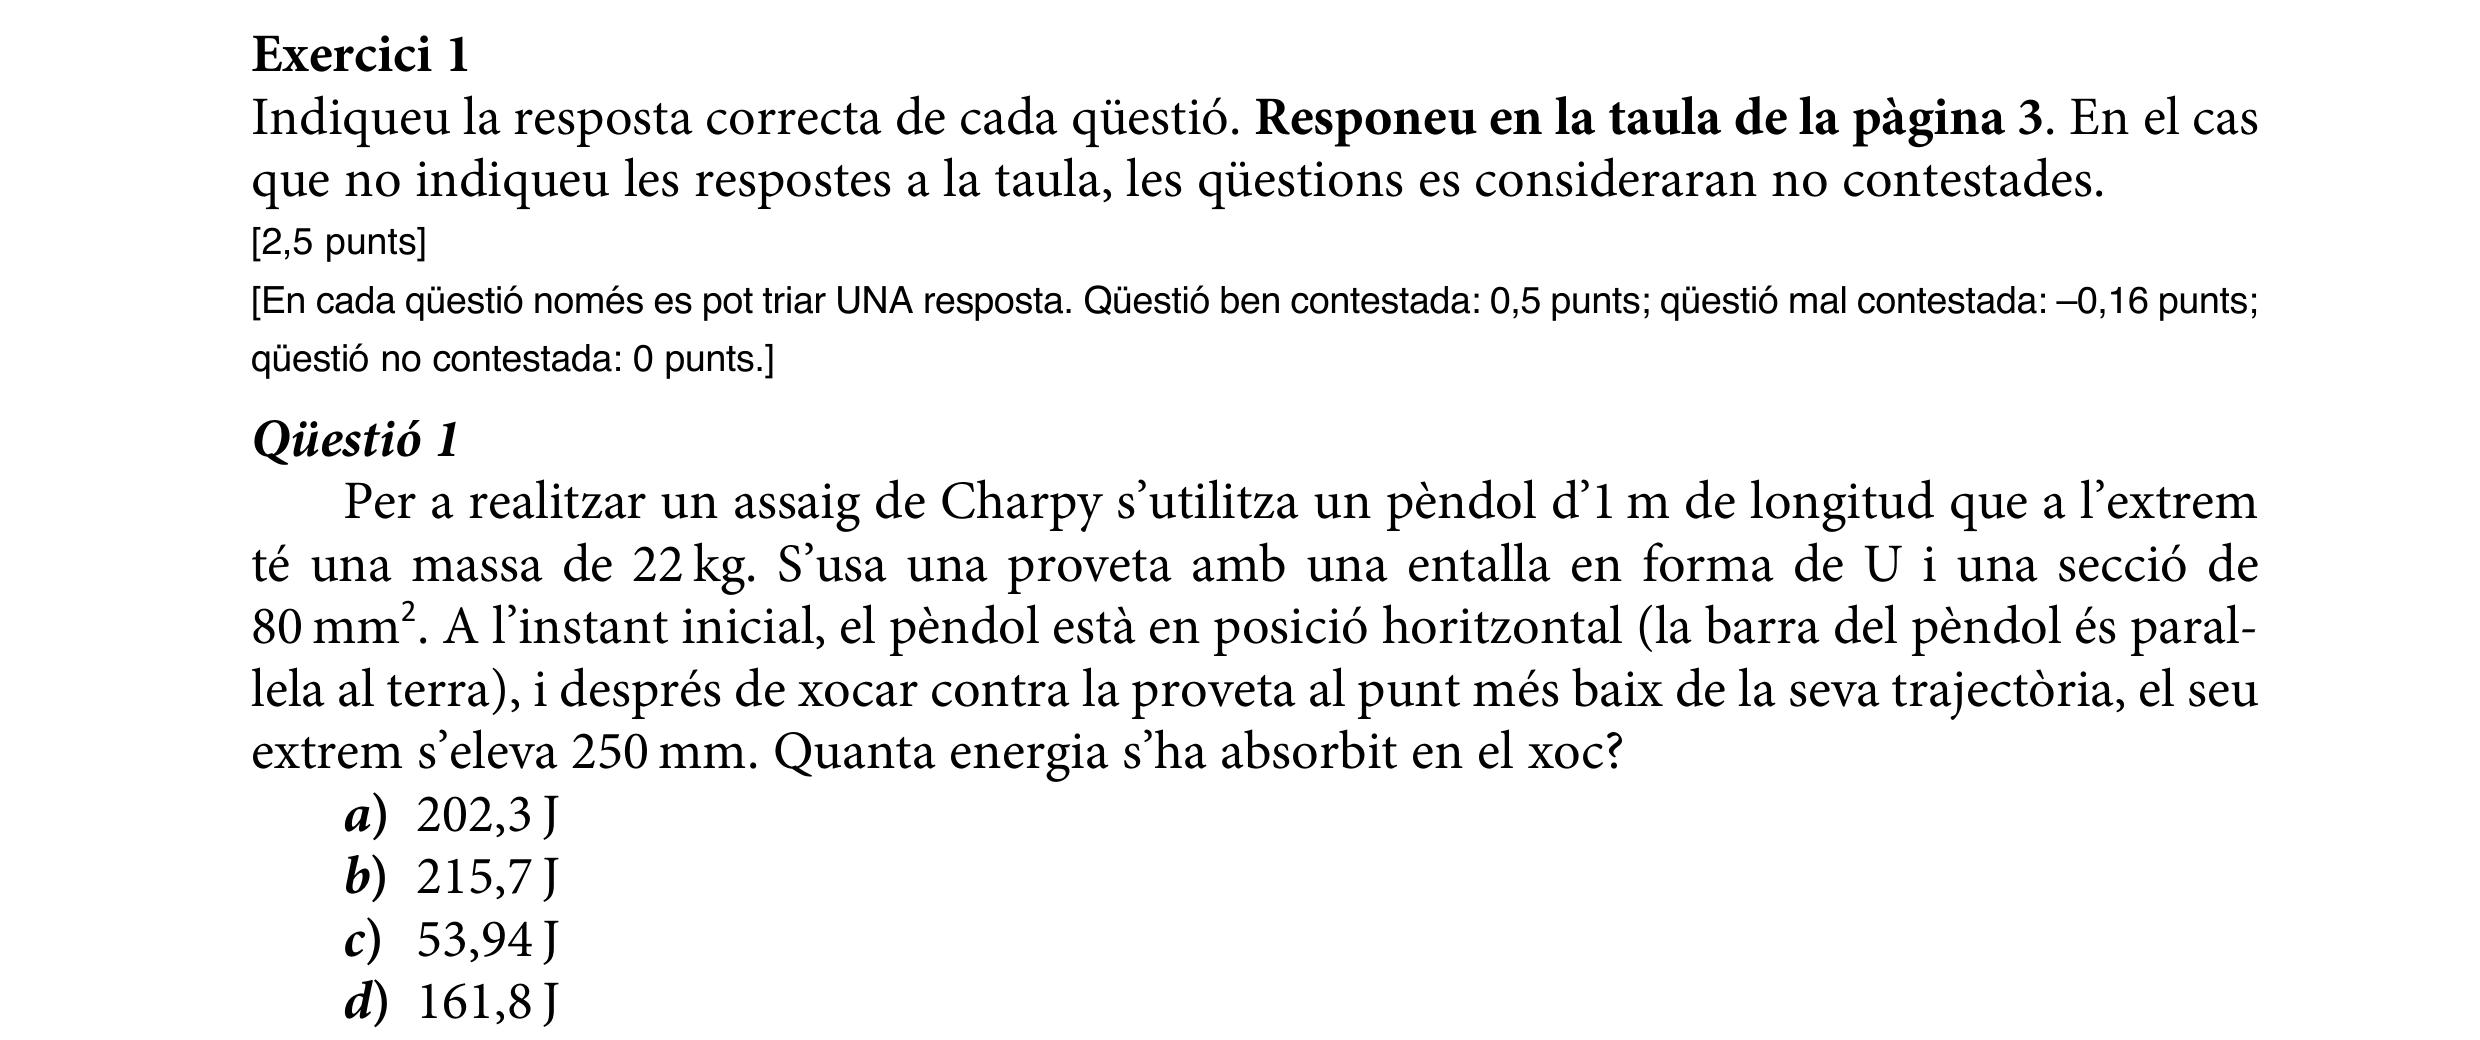 Exercici 1
Indiqueu la resposta correcta de cada qüestió. Responeu en la taula de la pàgina 3. En el cas
que no indiqueu les respostes a la taula, les qüestions es consideraran no contestades.
[2,5 punts]
[En cada qüestió només es pot triar UNA resposta. Qüestió ben contestada: 0,5 punts; qüestió mal contestada: –0,16 punts;
qüestió no contestada: 0 punts.]
Qüestió 1
Per a realitzar un assaig de Charpy s’utilitza un pèndol d’1 m de longitud que a l’extrem
té una massa de 22 kg. S’usa una proveta amb una entalla en forma de U i una secció de
80 mm². A l’instant inicial, el pèndol està en posició horitzontal (la barra del pèndol és paral-
lela al terra), i després de xocar contra la proveta al punt més baix de la seva trajectòria, el seu
extrem s’eleva 250 mm. Quanta energia s’ha absorbit en el xoc?
a) 202,3 J
b) 215,7 J
c) 53,94 J
d) 161,8 J